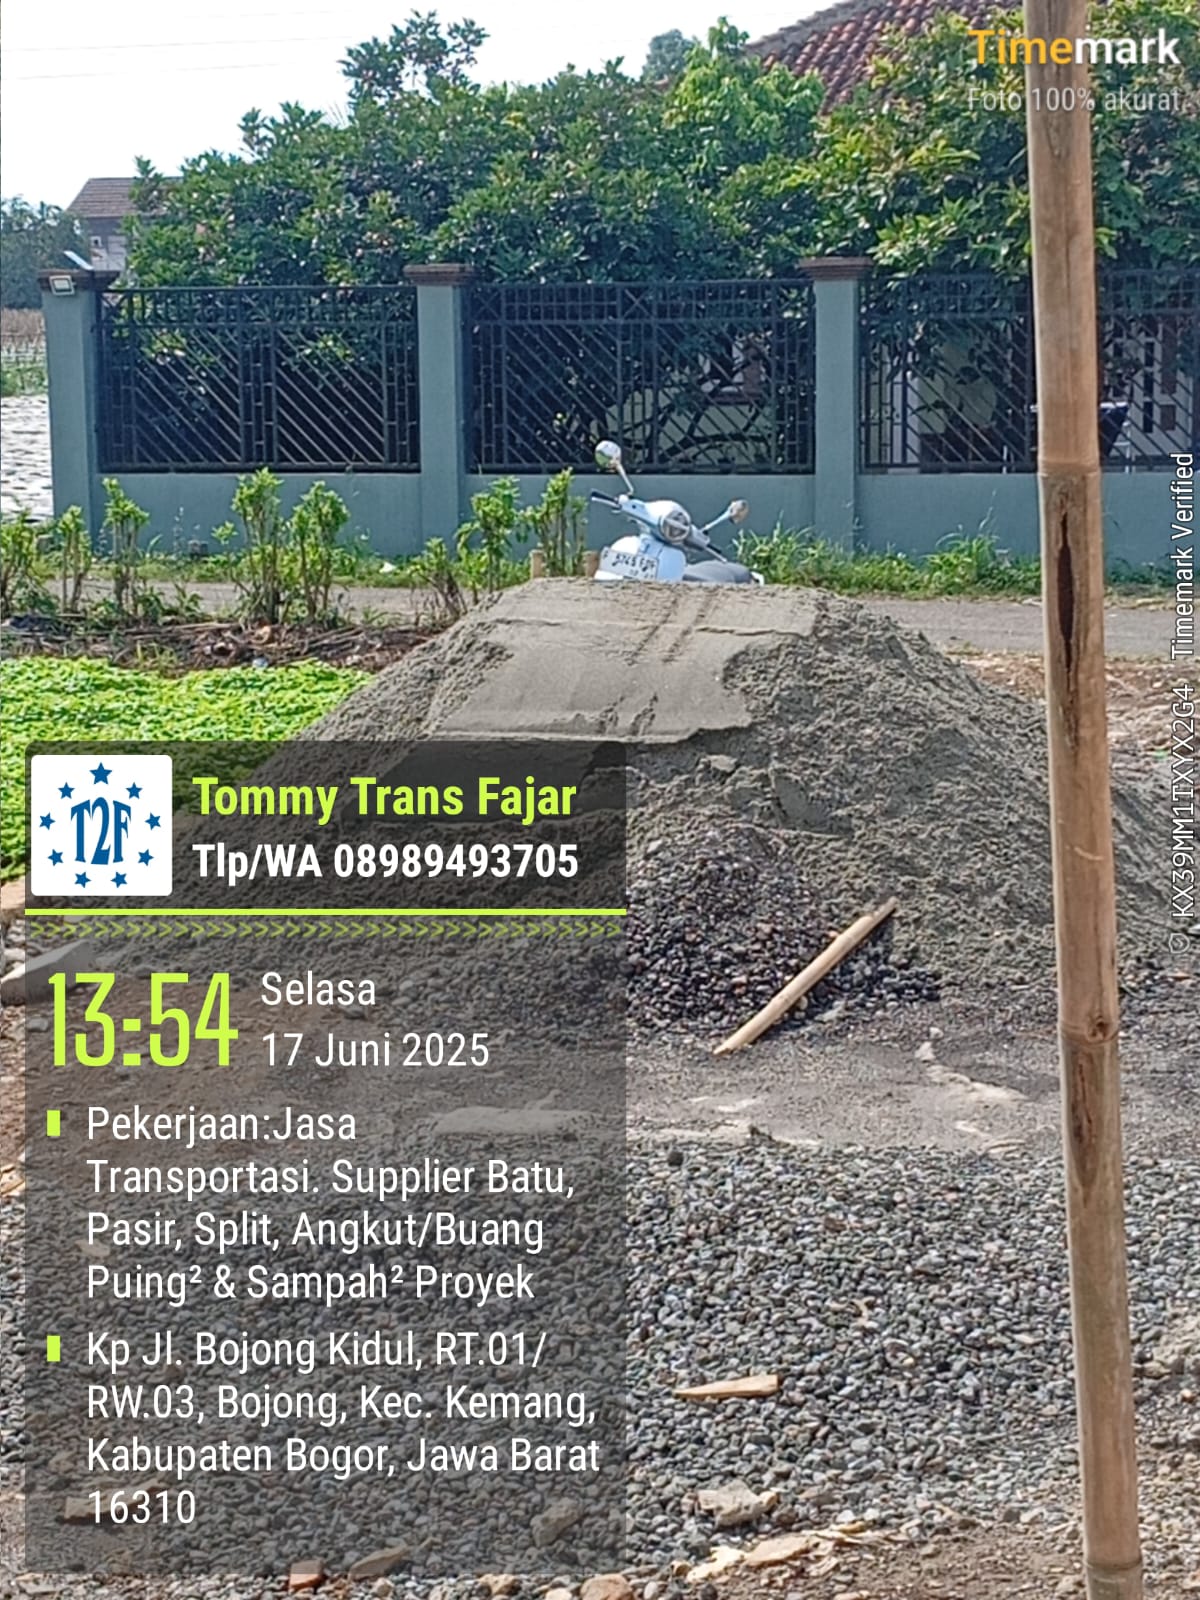 Timemark
Foto 100% akurat
T2F
Tommy Trans Fajar
Tlp/WA 08989493705
13:54
Selasa
17 Juni 2025
Pekerjaan:Jasa
Transportasi. Supplier Batu,
Pasir, Split, Angkut/Buang
Puing² & Sampah² Proyek
Kp Jl. Bojong Kidul, RT.01/
RW.03, Bojong, Kec. Kemang,
Kabupaten Bogor, Jawa Barat
16310
KX39MM1TXYX2G4 Timemark Verified